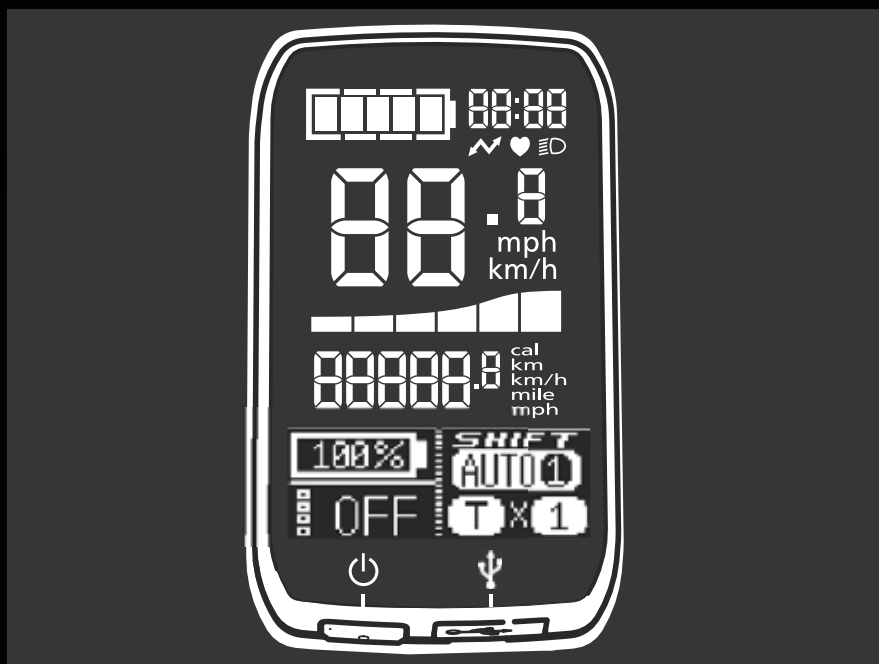 88:88
88.8
mph
km/h
88888.8
cal
km
km/h
mile
mph
100%
SHIFT
AUTO 1
OFF
T X 1